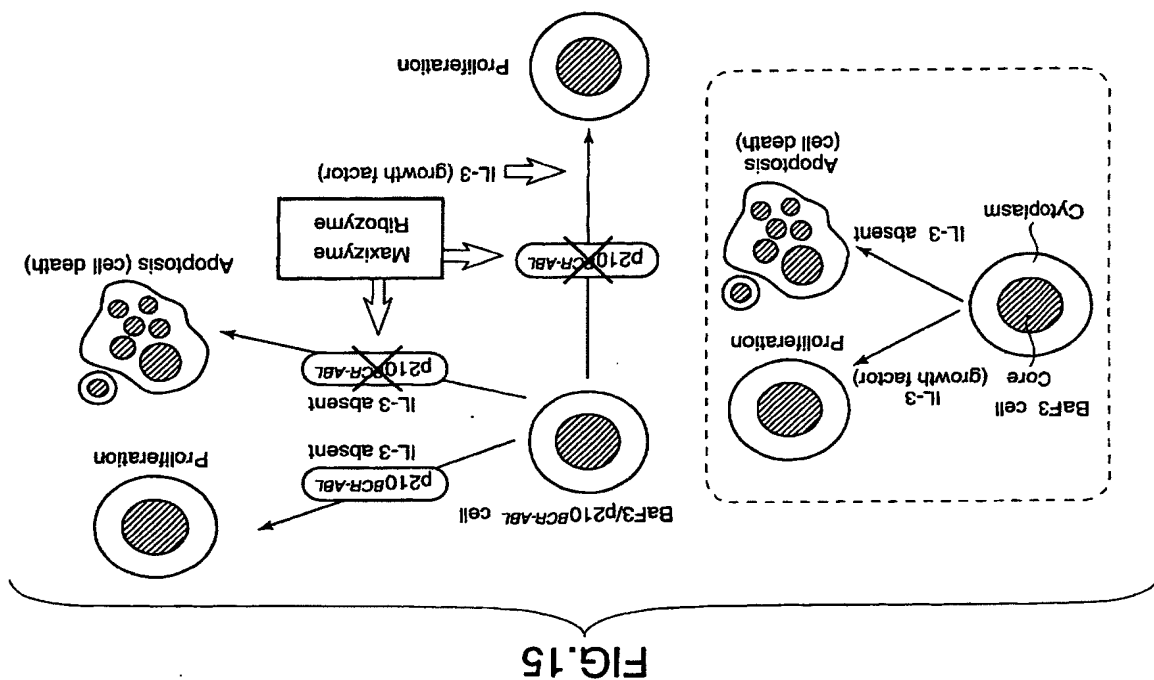 FIG.15
BaF3 cell
Core
Cytoplasm
IL-3
(growth factor)
Proliferation
IL-3 absent
Apoptosis
(cell death)
BaF3/p210BCR-ABL cell
p210BCR-ABL
IL-3 absent
Proliferation
IL-3 absent
p210BCR-ABL
Apoptosis (cell death)
Maxizyme
Ribozyme
p210BCR-ABL
IL-3 (growth factor)
Proliferation